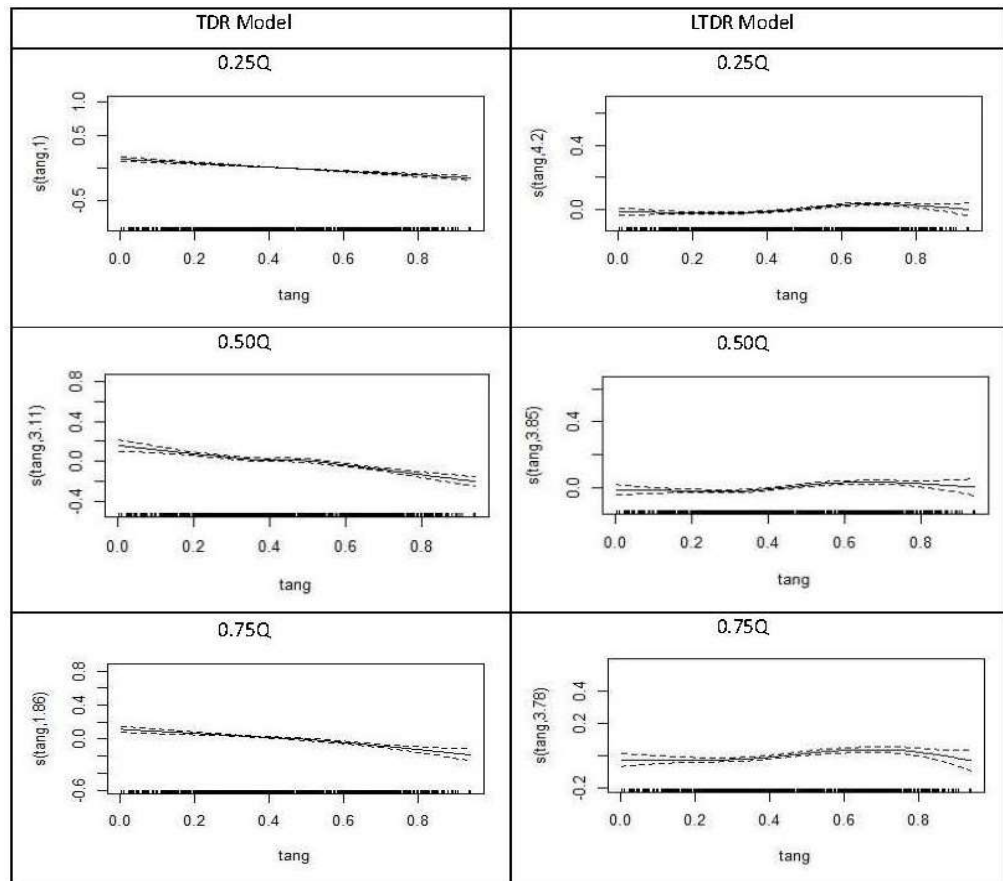 TDR Model
LTDR Model
0.25Q
s(tang,1)
1.0
0.5
-0.5
0.0 0.2 0.4 0.6 0.8
tang
0.25Q
s(tang,4.2)
0.4
0.0
0.0 0.2 0.4 0.6 0.8
tang
0.50Q
s(tang,3.11)
0.8
0.4
0.0
-0.4
0.0 0.2 0.4 0.6 0.8
tang
0.50Q
s(tang,3.85)
0.4
0.0
0.0 0.2 0.4 0.6 0.8
tang
0.75Q
s(tang,1.86)
0.8
0.4
0.0
-0.6
0.0 0.2 0.4 0.6 0.8
tang
0.75Q
s(tang,3.78)
0.4
0.2
-0.2
0.0 0.2 0.4 0.6 0.8
tang